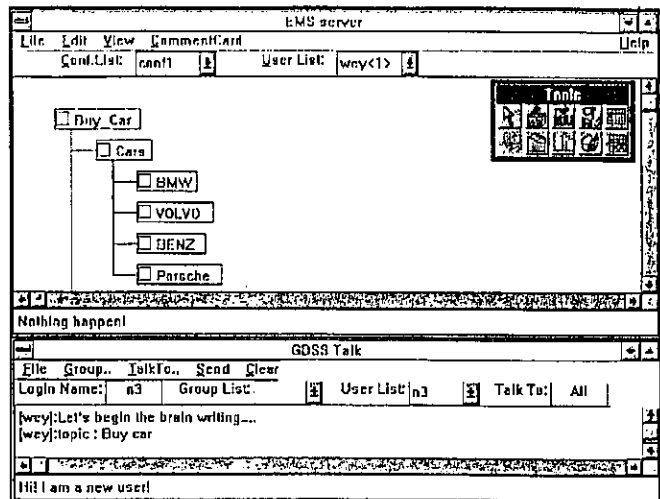 EMS server
File Edit View CommentCard Help
Conf.List: conf1 User List: wey<1>
Tools
Buy_Car
Cars
BMW
VOLVO
BENZ
Porsche
Nothing happen!
GDSS Talk
File Group.. TalkTo.. Send Clear
Login Name: n3 Group List: User List: n3 Talk To: All
[wey]:Let's begin the brain writing....
[wey]:topic : Buy car
Hi! I am a new user!